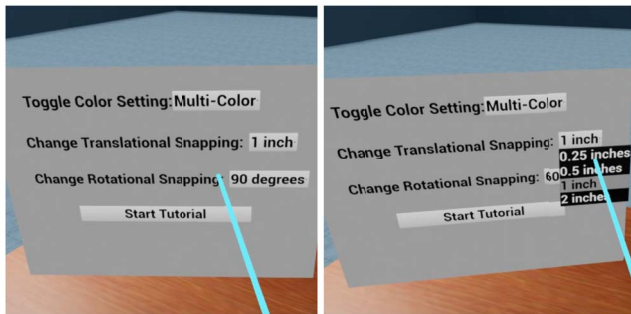 Toggle Color Setting: Multi-Color
Change Translational Snapping: 1 inch
Change Rotational Snapping: 90 degrees
Start Tutorial
Toggle Color Setting: Multi-Color
Change Translational Snapping: 1 inch
0.25 inches
0.5 inches
1 inch
2 inches
Change Rotational Snapping: 60
Start Tutorial